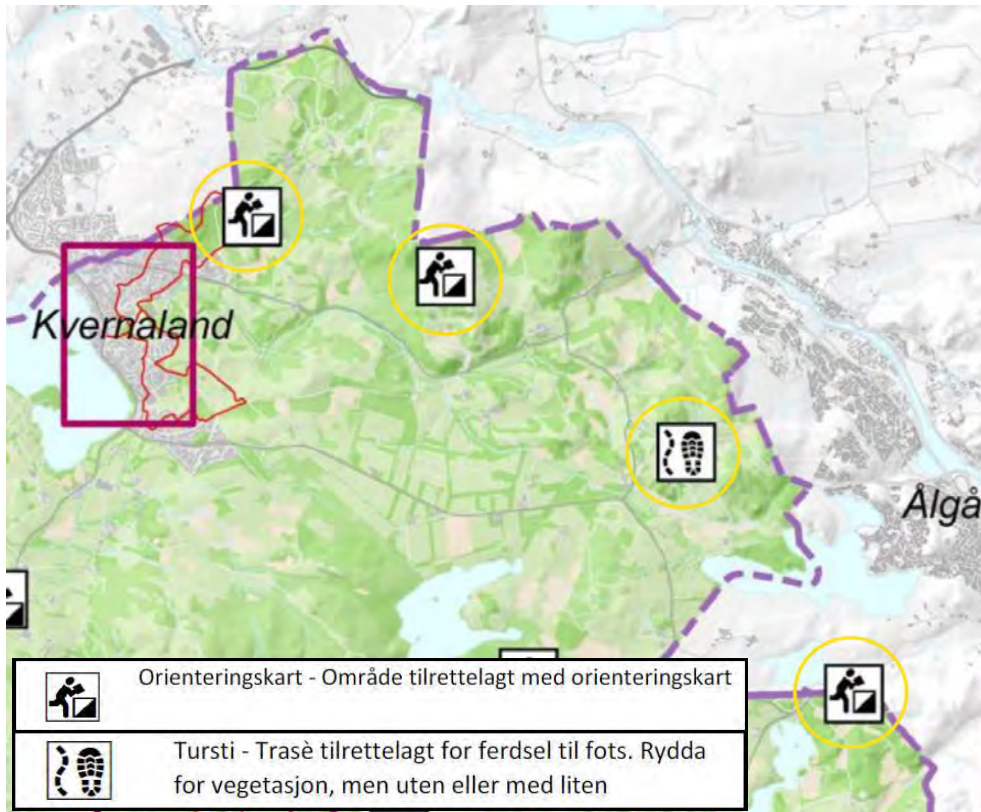 Kvernaland
Ålgå
Orienteringskart - Område tilrettelagt med orienteringskart
Tursti - Trasè tilrettelagt for ferdsel til fots. Rydda
for vegetasjon, men uten eller med liten